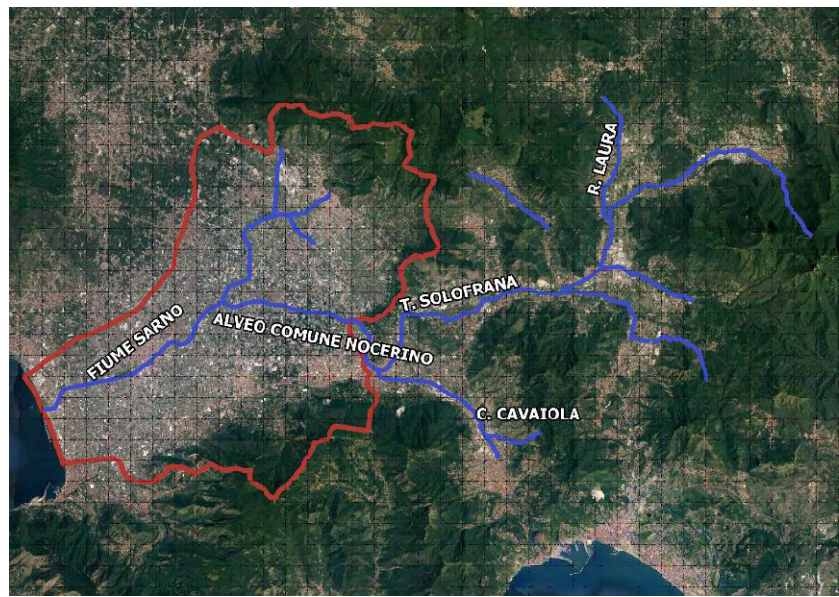 R. LAURA
T. SOLOFRANA
FIUME SARNO
ALVEO COMUNE NOCERINO
C. CAVAIOLA